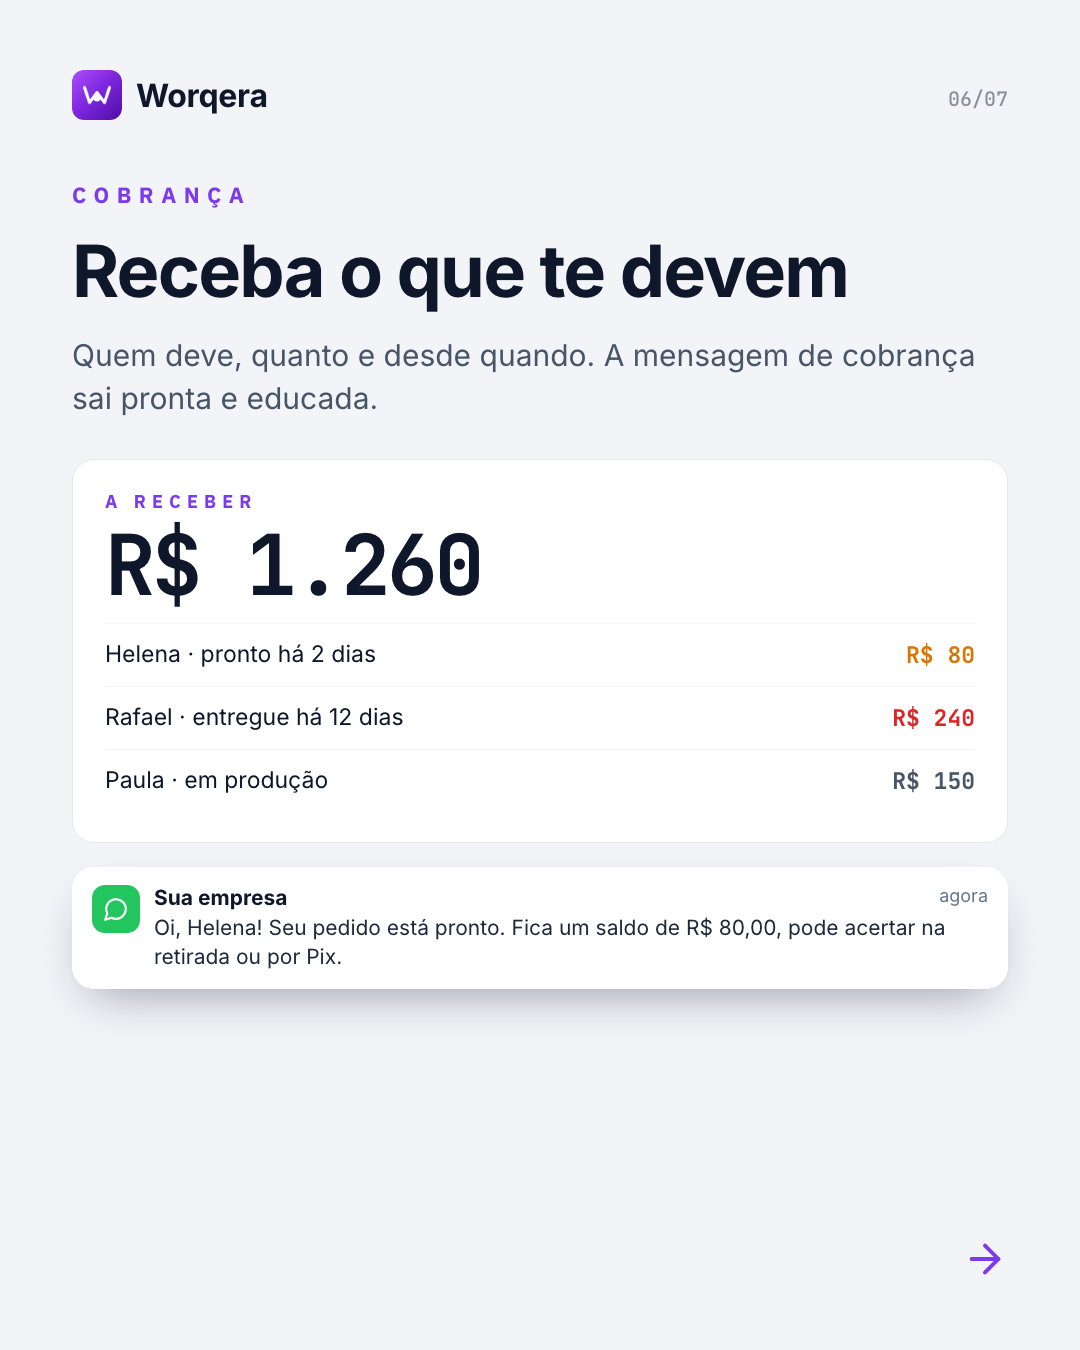 Worqera
06/07
COBRANÇA
Receba o que te devem
Quem deve, quanto e desde quando. A mensagem de cobrança
sai pronta e educada.
A RECEBER
R$ 1.260
Helena · pronto há 2 dias R$ 80
Rafael · entregue há 12 dias R$ 240
Paula · em produção R$ 150
Sua empresa agora
Oi, Helena! Seu pedido está pronto. Fica um saldo de R$ 80,00, pode acertar na
retirada ou por Pix.